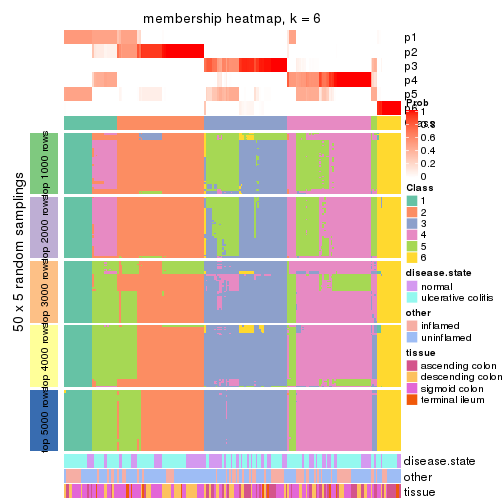 membership heatmap, k = 6
p1
p2
p3
p4
p5
Prob
1
0.8
0.6
0.4
0.2
0
Class
1
2
3
4
5
6
disease.state
normal
ulcerative colitis
other
inflamed
uninflamed
tissue
ascending colon
descending colon
sigmoid colon
terminal ileum
50 x 5 random samplings
top 1000 rows
top 2000 rows
top 3000 rows
top 4000 rows
top 5000 rows
disease.state
other
tissue